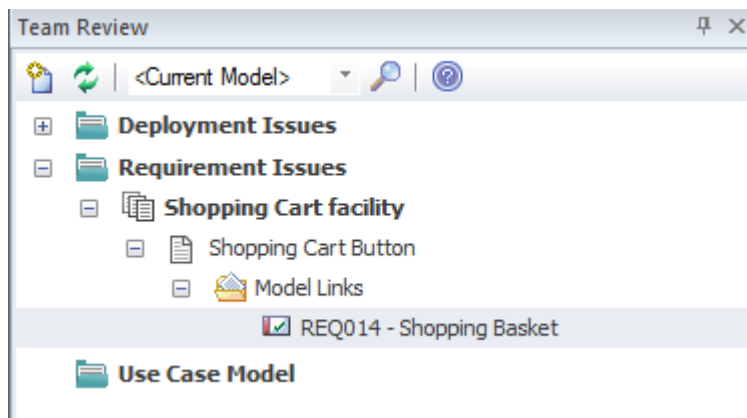 Team Review
<Current Model>
Deployment Issues
Requirement Issues
Shopping Cart facility
Shopping Cart Button
Model Links
REQ014 - Shopping Basket
Use Case Model